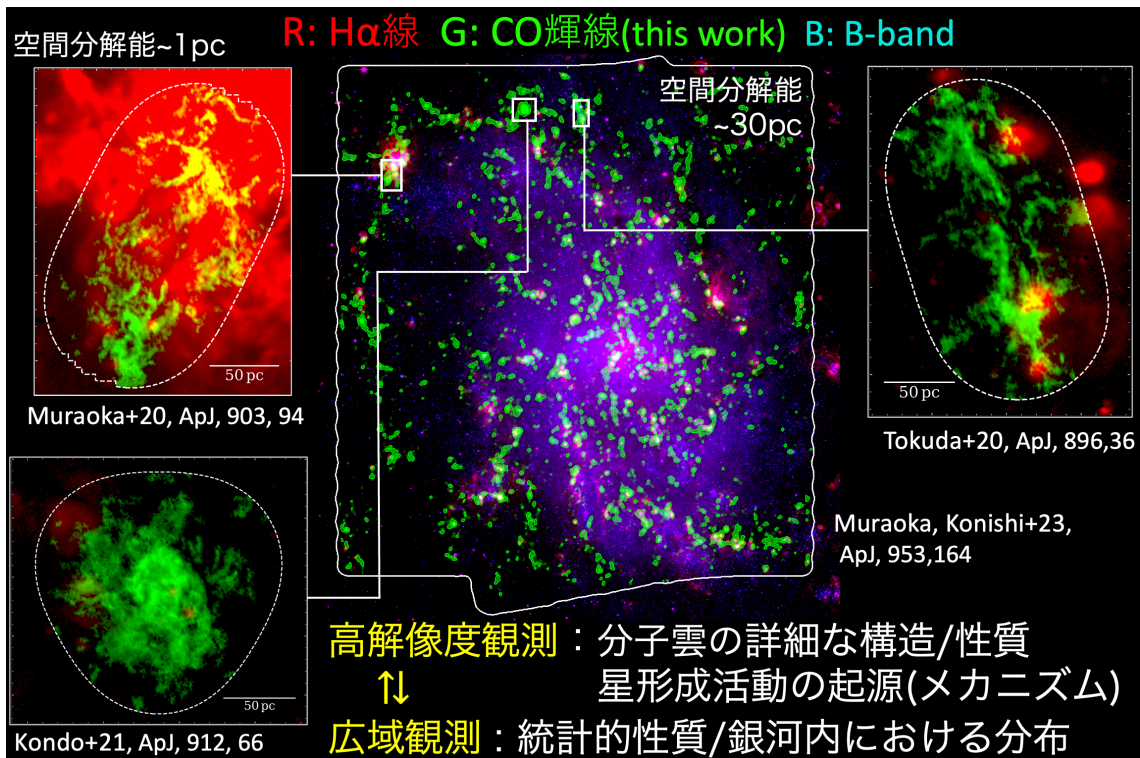 R: Hα線 G: CO輝線(this work) B: B-band
空間分解能~1pc
空間分解能
~30pc
50 pc
Muraoka+20, ApJ, 903, 94
50 pc
Tokuda+20, ApJ, 896,36
Muraoka, Konishi+23,
ApJ, 953,164
50 pc
Kondo+21, ApJ, 912, 66
高解像度観測：分子雲の詳細な構造/性質
⇅ 星形成活動の起源(メカニズム)
広域観測：統計的性質/銀河内における分布